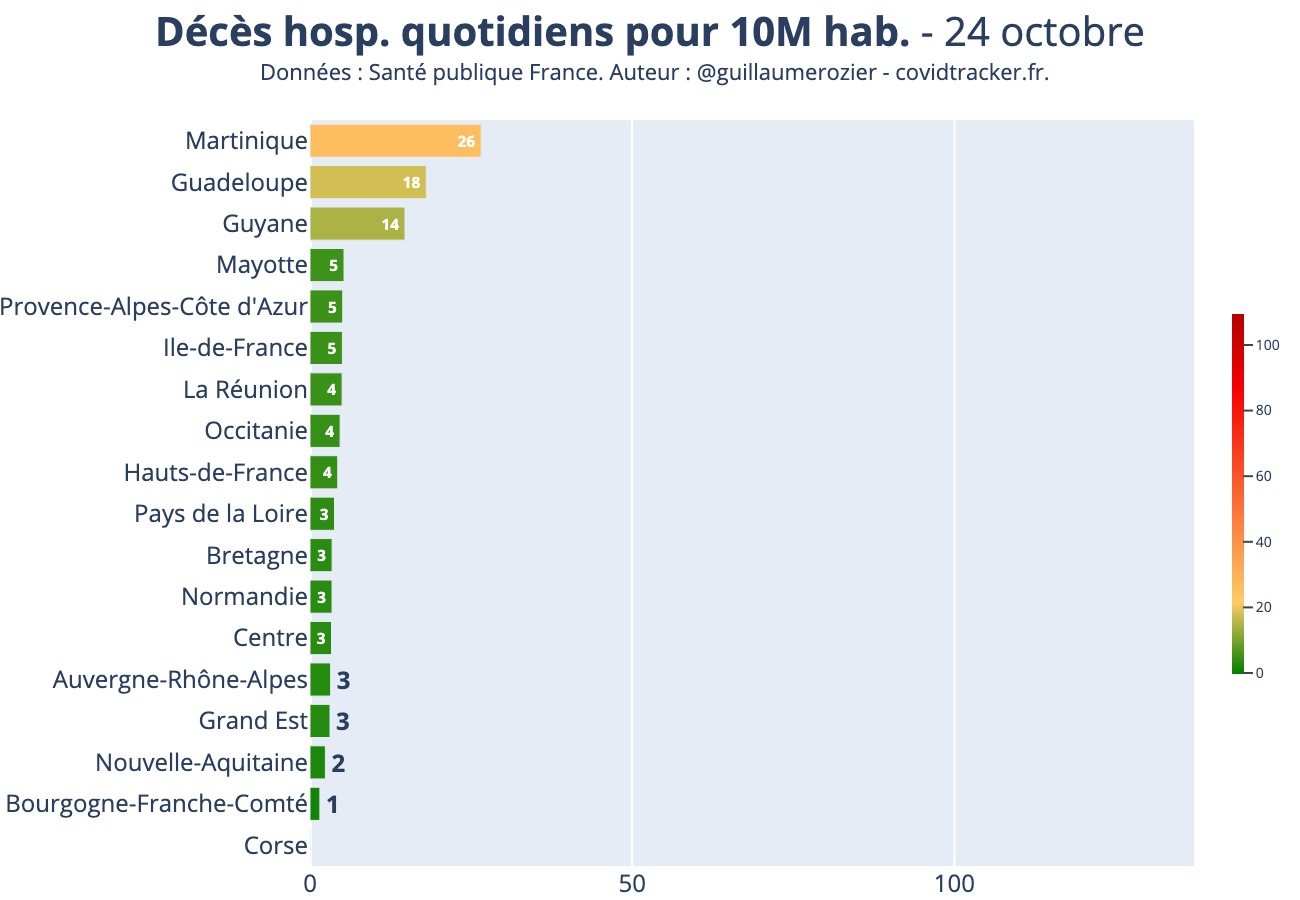 Décès hosp. quotidiens pour 10M hab. - 24 octobre
Données : Santé publique France. Auteur : @guillaumerozier - covidtracker.fr.
Martinique 26
Guadeloupe 18
Guyane 14
Mayotte 5
Provence-Alpes-Côte d'Azur 5
Ile-de-France 5
La Réunion 4
Occitanie 4
Hauts-de-France 4
Pays de la Loire 3
Bretagne 3
Normandie 3
Centre 3
Auvergne-Rhône-Alpes 3
Grand Est 3
Nouvelle-Aquitaine 2
Bourgogne-Franche-Comté 1
Corse
0 50 100
100
80
60
40
20
0